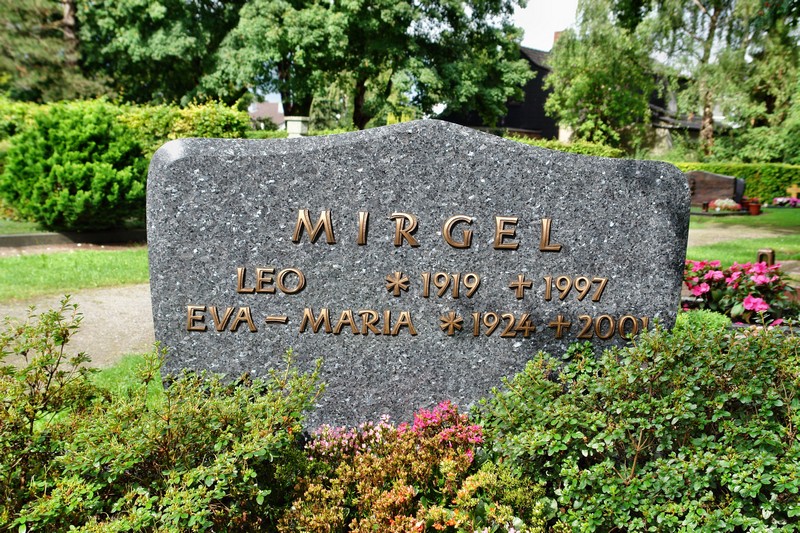 MIRGEL
LEO * 1919 + 1997
EVA - MARIA * 1924 + 2001